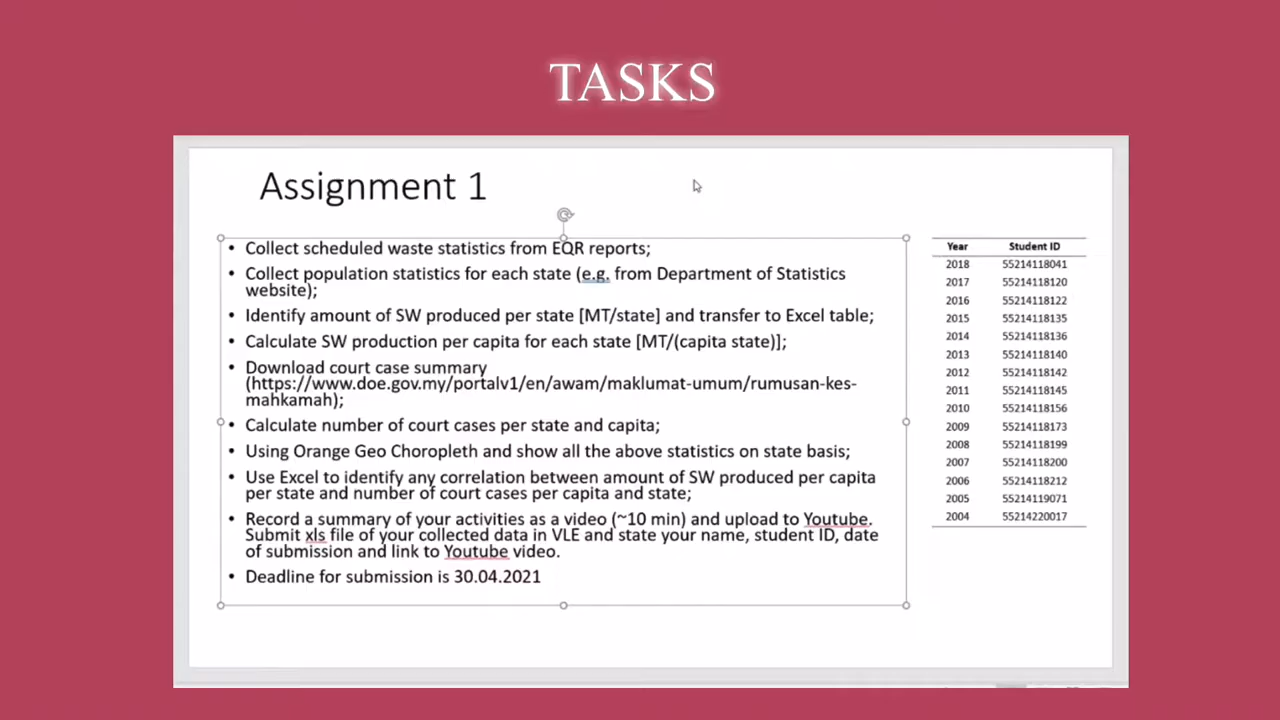 TASKS
Assignment 1
• Collect scheduled waste statistics from EQR reports;
• Collect population statistics for each state (e.g. from Department of Statistics
website);
• Identify amount of SW produced per state [MT/state] and transfer to Excel table;
• Calculate SW production per capita for each state [MT/(capita state)];
• Download court case summary
(https://www.doe.gov.my/portalv1/en/awam/maklumat-umum/rumusan-kes-
mahkamah);
• Calculate number of court cases per state and capita;
• Using Orange Geo Choropleth and show all the above statistics on state basis;
• Use Excel to identify any correlation between amount of SW produced per capita
per state and number of court cases per capita and state;
• Record a summary of your activities as a video (~10 min) and upload to Youtube.
Submit xls file of your collected data in VLE and state your name, student ID, date
of submission and link to Youtube video.
• Deadline for submission is 30.04.2021
Year Student ID
2018 55214118041
2017 55214118120
2016 55214118122
2015 55214118135
2014 55214118136
2013 55214118140
2012 55214118142
2011 55214118145
2010 55214118156
2009 55214118173
2008 55214118199
2007 55214118200
2006 55214118212
2005 55214119071
2004 55214220017